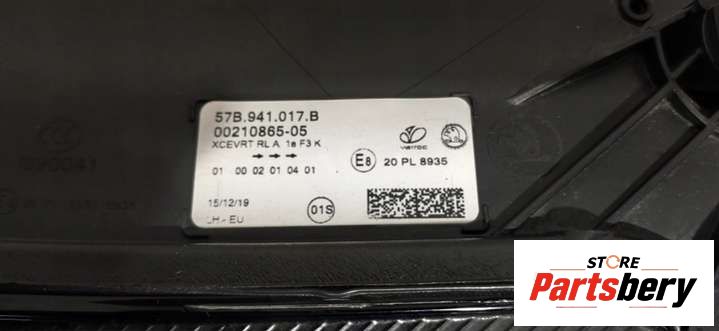 57B.941.017.B
00210865-05
XCEVRT RL A 1a F3 K
01 00 02 01 04 01
15/12/19
01S
LH - EU
E8
20 PL 8935
STORE
Partsbery